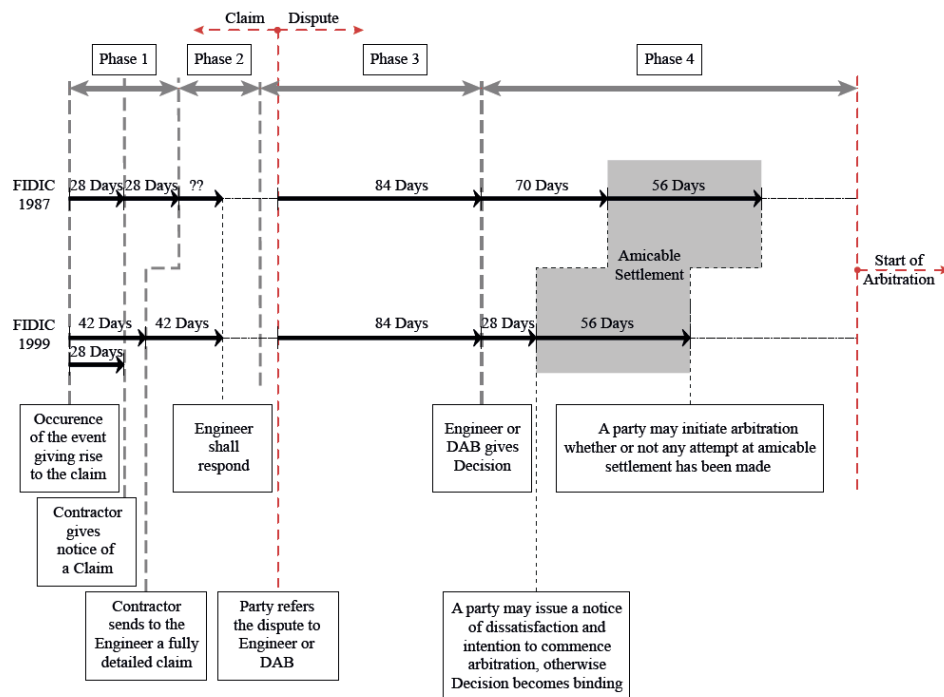 Claim
Dispute
Phase 1
Phase 2
Phase 3
Phase 4
FIDIC
1987
28 Days
28 Days
??
84 Days
70 Days
56 Days
Amicable
Settlement
Start of
Arbitration
FIDIC
1999
42 Days
42 Days
84 Days
28 Days
56 Days
28 Days
Occurence
of the event
giving rise
to the claim
Engineer
shall
respond
Engineer or
DAB gives
Decision
A party may initiate arbitration
whether or not any attempt at amicable
settlement has been made
Contractor
gives
notice of
a Claim
Contractor
sends to the
Engineer a fully
detailed claim
Party refers
the dispute to
Engineer or
DAB
A party may issue a notice
of dissatisfaction and
intention to commence
arbitration, otherwise
Decision becomes binding